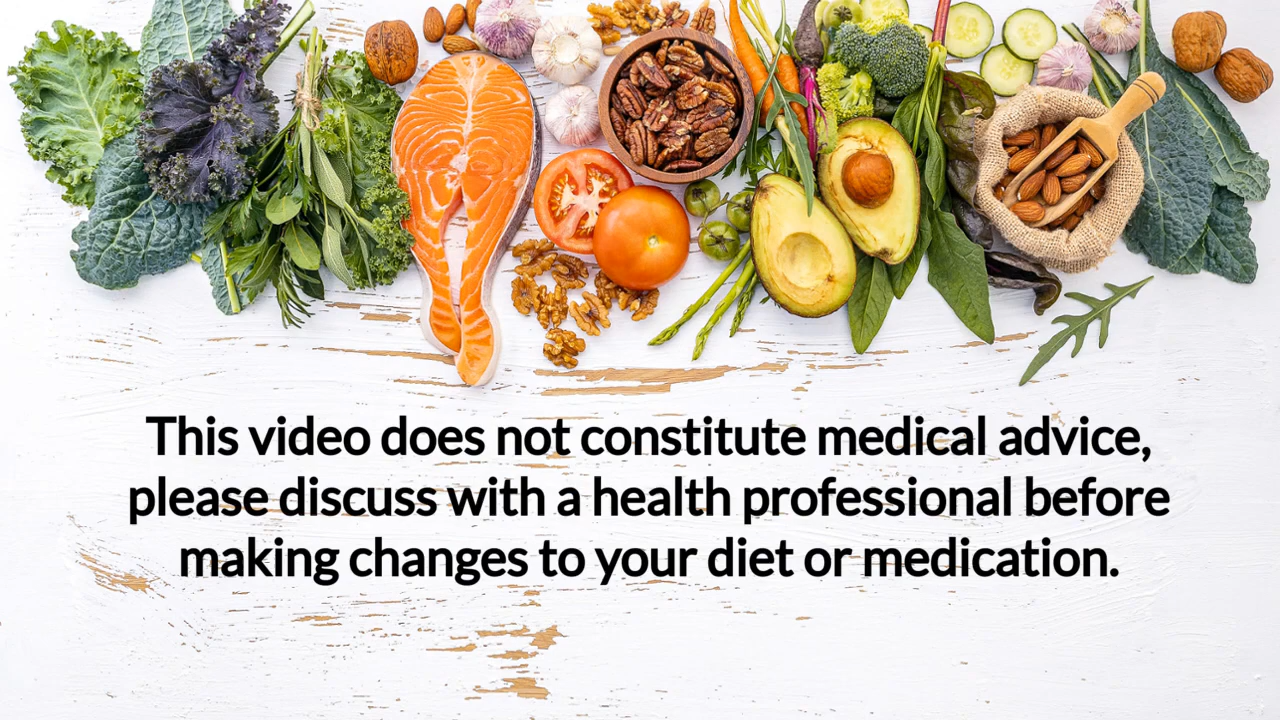 This video does not constitute medical advice,
please discuss with a health professional before
making changes to your diet or medication.